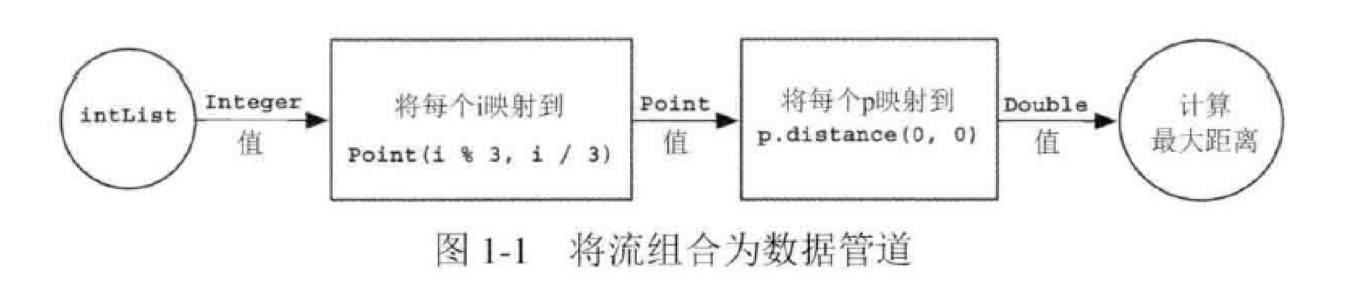 intList
Integer
值
将每个i映射到
Point(i % 3, i / 3)
Point
值
将每个p映射到
p.distance(0, 0)
Double
值
计算
最大距离
图 1-1 将流组合为数据管道